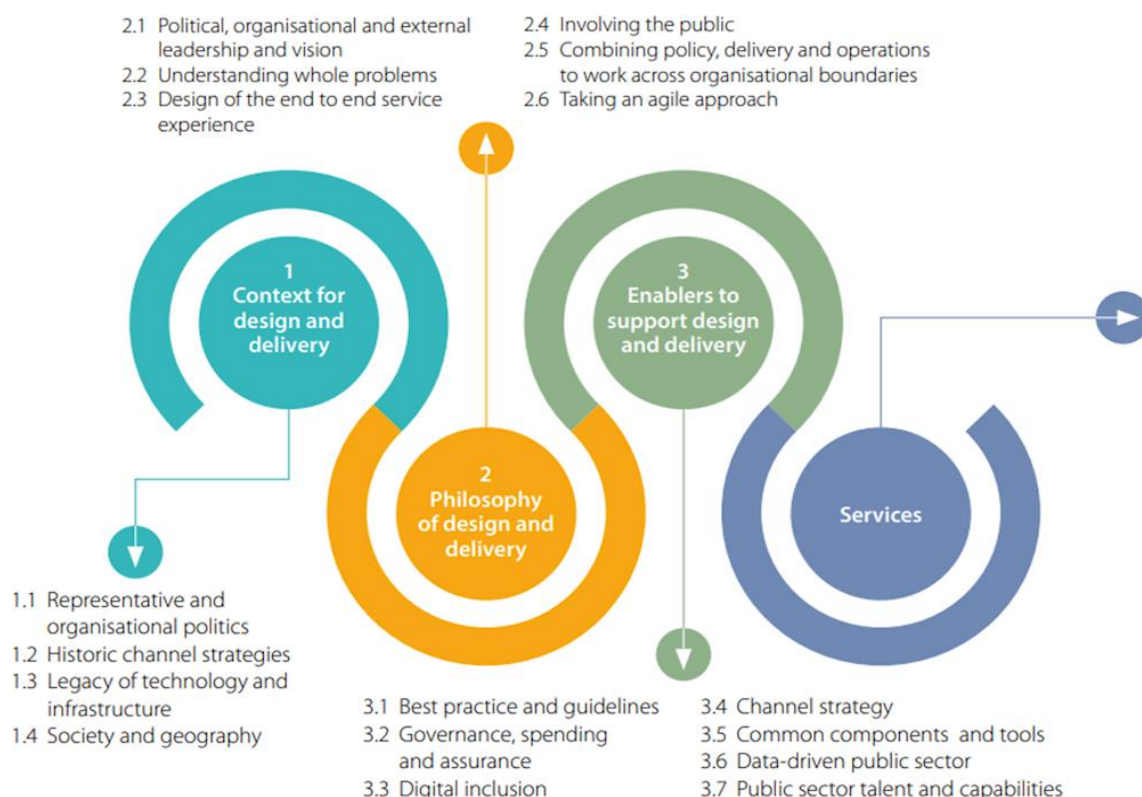 2.1 Political, organisational and external
leadership and vision
2.2 Understanding whole problems
2.3 Design of the end to end service
experience
2.4 Involving the public
2.5 Combining policy, delivery and operations
to work across organisational boundaries
2.6 Taking an agile approach
1
Context for
design and
delivery
2
Philosophy
of design and
delivery
3
Enablers to
support design
and delivery
Services
1.1 Representative and
organisational politics
1.2 Historic channel strategies
1.3 Legacy of technology and
infrastructure
1.4 Society and geography
3.1 Best practice and guidelines
3.2 Governance, spending
and assurance
3.3 Digital inclusion
3.4 Channel strategy
3.5 Common components and tools
3.6 Data-driven public sector
3.7 Public sector talent and capabilities